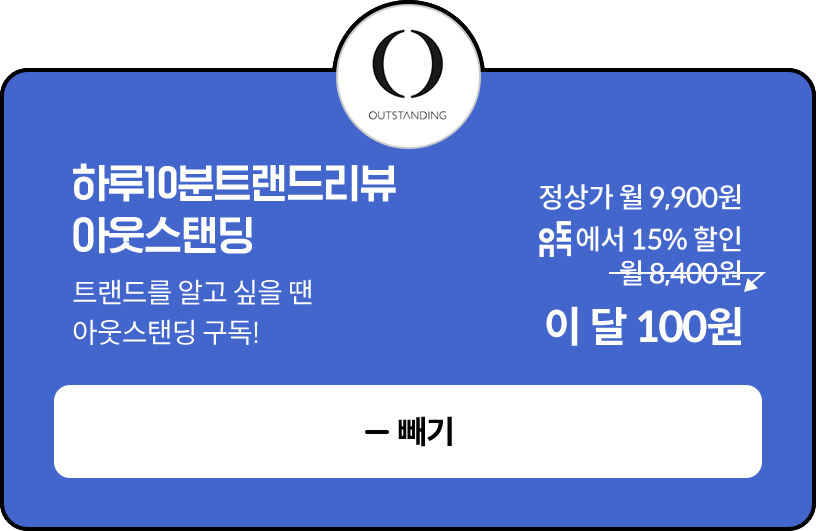 OUTSTANDING
하루10분트랜드리뷰
아웃스탠딩
트랜드를 알고 싶을 땐
아웃스탠딩 구독!
정상가 월 9,900원
유독에서 15% 할인
월 8,400원
이 달 100원
– 빼기